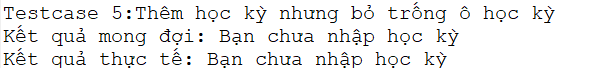 Testcase 5:Thêm học kỳ nhưng bỏ trống ô học kỳ
Kết quả mong đợi: Bạn chưa nhập học kỳ
Kết quả thực tế: Bạn chưa nhập học kỳ